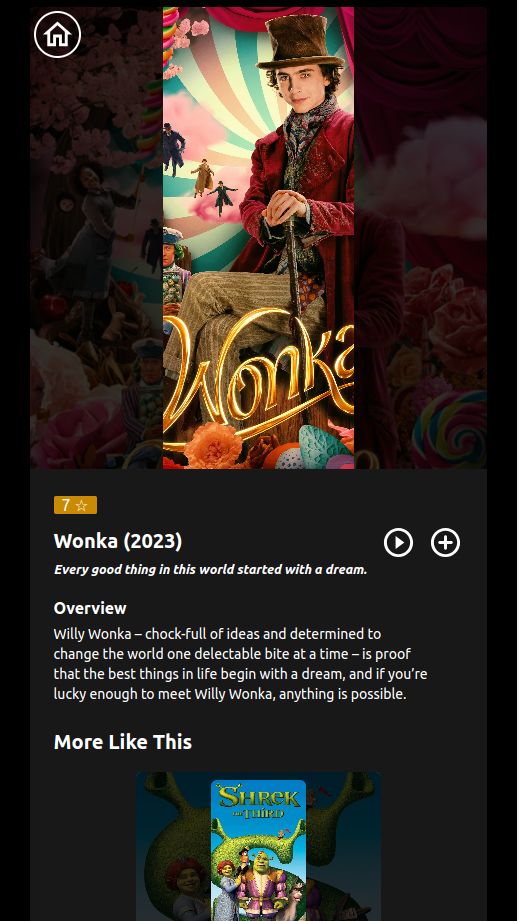 Wonka
7 ☆
Wonka (2023)
Every good thing in this world started with a dream.
Overview
Willy Wonka – chock-full of ideas and determined to
change the world one delectable bite at a time – is proof
that the best things in life begin with a dream, and if you’re
lucky enough to meet Willy Wonka, anything is possible.
More Like This
SHREK
THE THIRD